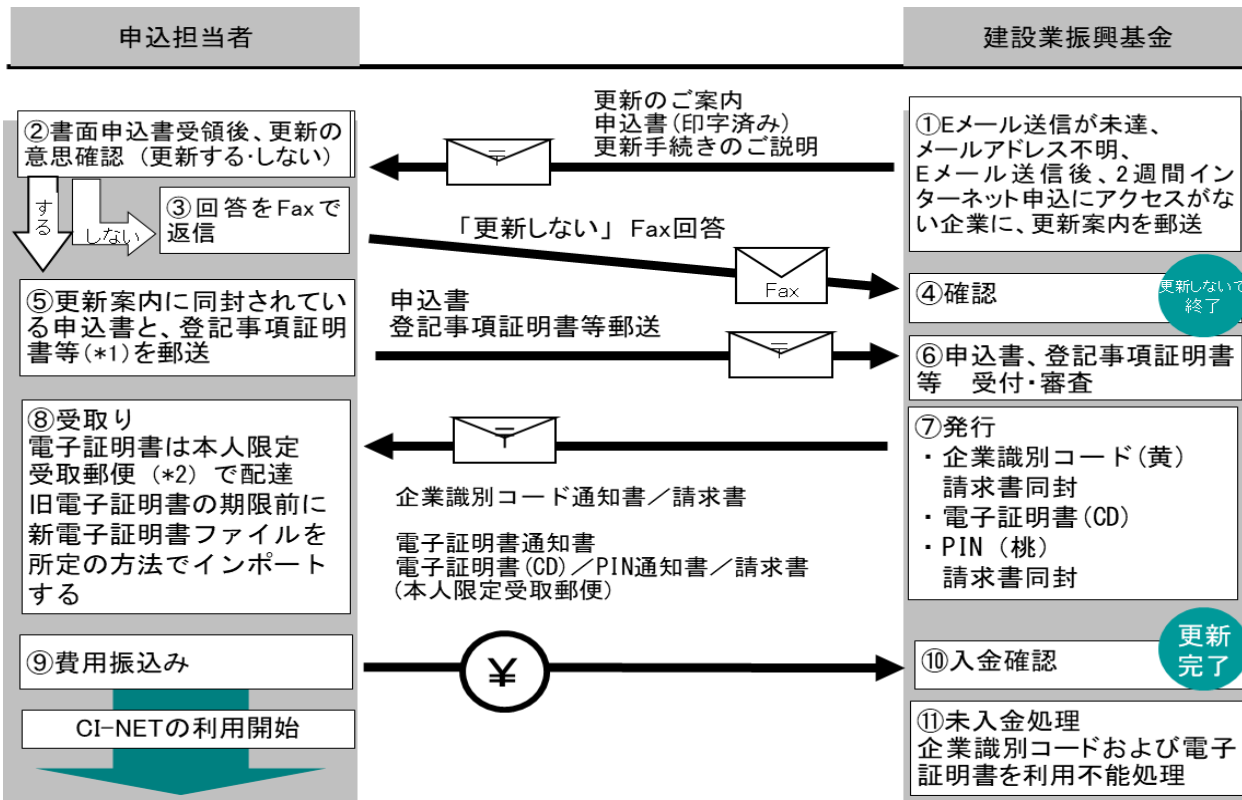 申込担当者
建設業振興基金
更新のご案内
申込書(印字済み)
更新手続きのご説明
①Eメール送信が未達、
メールアドレス不明、
Eメール送信後、2週間イン
ターネット申込にアクセスがな
い企業に、更新案内を郵送
②書面申込書受領後、更新の
意思確認（更新する・しない）
する
しない
③回答をFaxで
返信
「更新しない」 Fax回答
Fax
④確認
更新しないで
終了
⑤更新案内に同封されてい
る申込書と、登記事項証明
書等(*1)を郵送
申込書
登記事項証明書等郵送
⑥申込書、登記事項証明書
等　受付・審査
⑦発行
・企業識別コード(黄)
請求書同封
・電子証明書(CD)
・PIN（桃）
請求書同封
⑧受取り
電子証明書は本人限定
受取郵便（*2）で配達
旧電子証明書の期限前に
新電子証明書ファイルを
所定の方法でインポート
する
企業識別コード通知書／請求書
電子証明書通知書
電子証明書(CD)／PIN通知書／請求書
(本人限定受取郵便)
⑨費用振込み
¥
⑩入金確認
更新
完了
CI-NETの利用開始
⑪未入金処理
企業識別コードおよび電子
証明書を利用不能処理